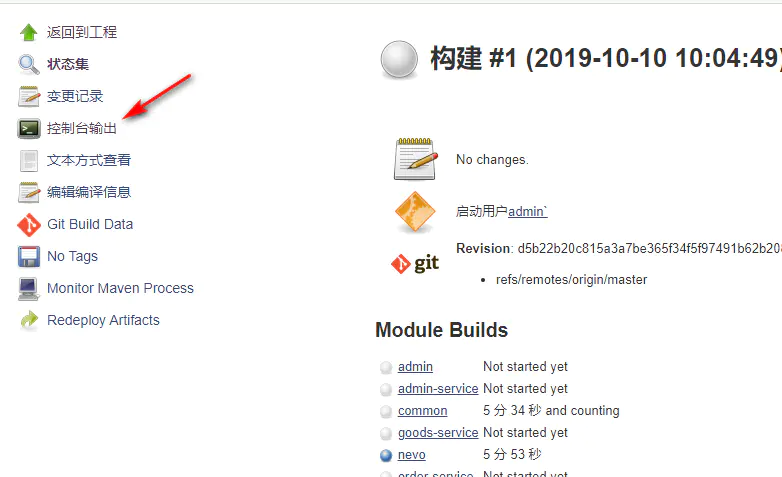 返回到工程
状态集
变更记录
控制台输出
文本方式查看
编辑编译信息
Git Build Data
No Tags
Monitor Maven Process
Redeploy Artifacts
构建 #1 (2019-10-10 10:04:49)
No changes.
启动用户admin`
git
Revision: d5b22b20c815a3a7be365f34f5f97491b62b20
refs/remotes/origin/master
Module Builds
admin Not started yet
admin-service Not started yet
common 5 分 34 秒 and counting
goods-service Not started yet
nevo 5 分 53 秒
order-service Not started yet